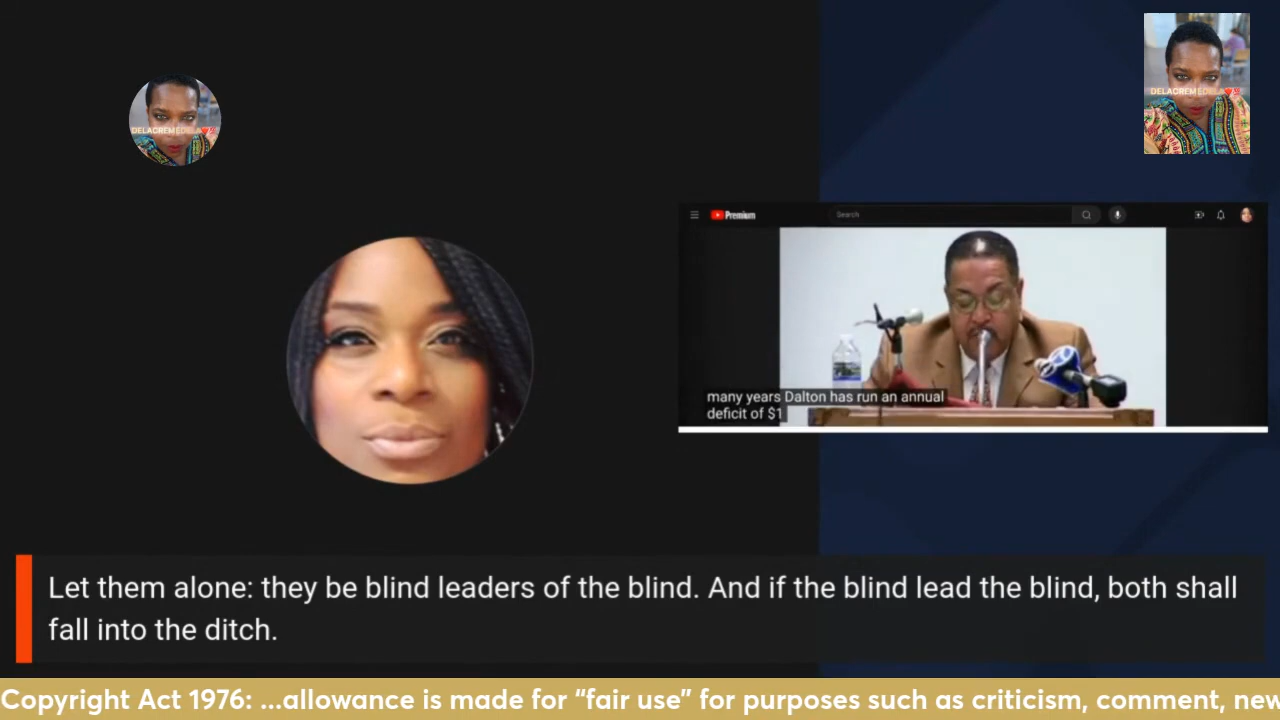 DELACREMEDELA
DELACREMEDELA
Premium
Search
many years Dalton has run an annual
deficit of $1
Let them alone: they be blind leaders of the blind. And if the blind lead the blind, both shall
fall into the ditch.
Copyright Act 1976: ...allowance is made for “fair use” for purposes such as criticism, comment, new